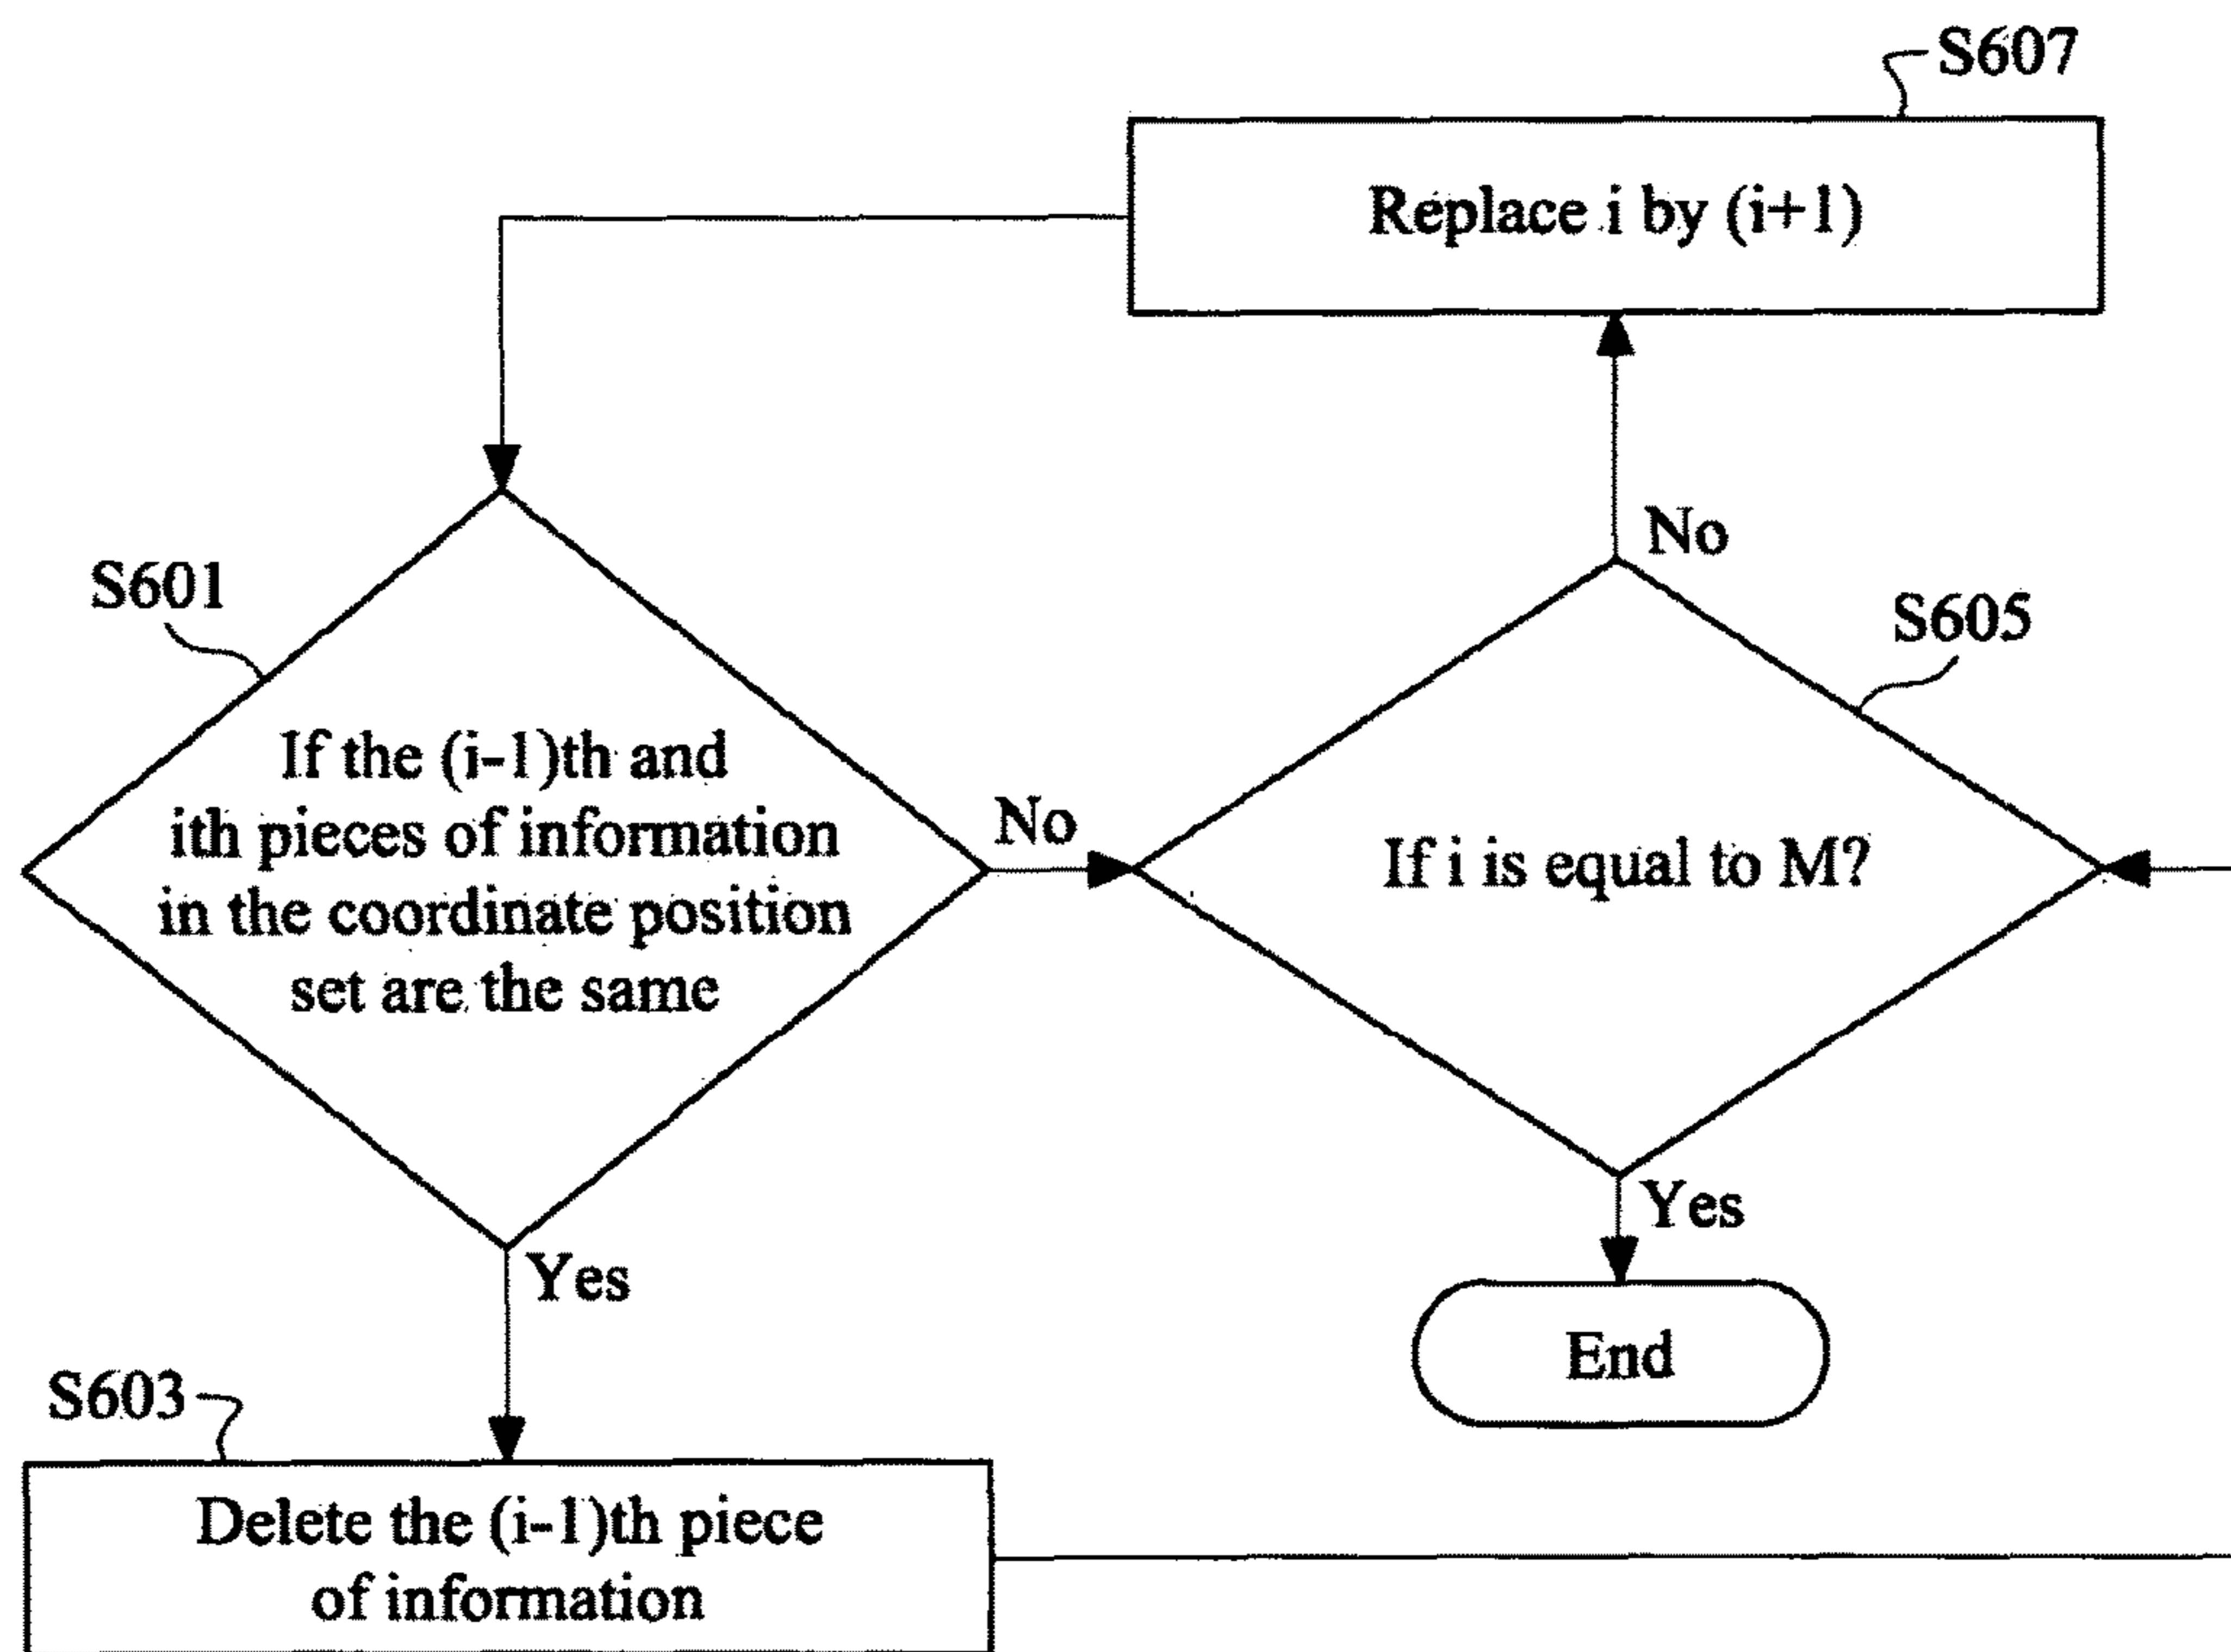 S607
Replace i by (i+1)
S601
If the (i-1)th and
ith pieces of information
in the coordinate position
set are the same
No
No
S605
If i is equal to M?
Yes
Yes
End
S603
Delete the (i-1)th piece
of information